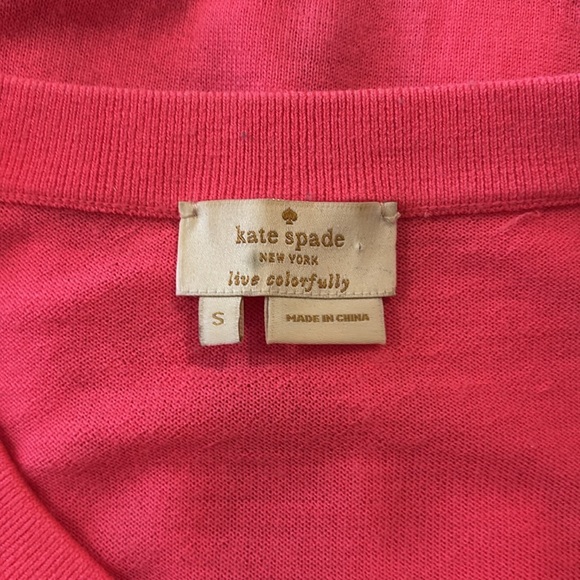 kate spade
NEW YORK
live colorfully
S
MADE IN CHINA